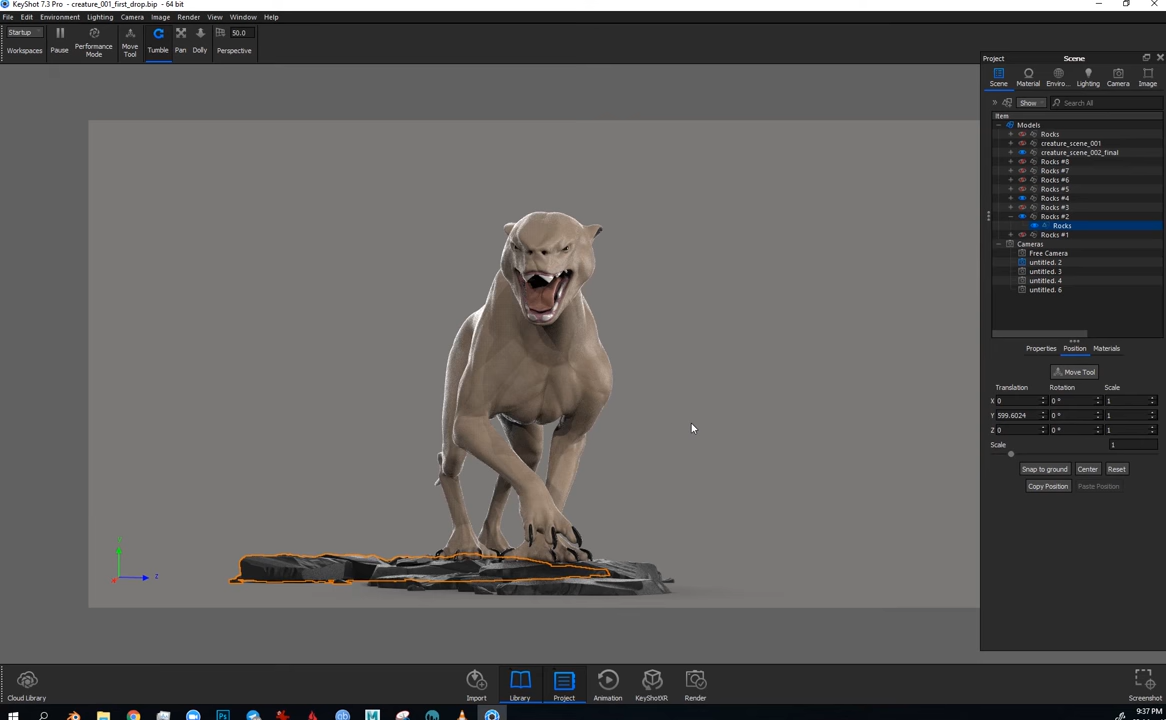 KeyShot 7.3 Pro - creature_001_first_drop.bip - 64 bit
File Edit Environment Lighting Camera Image Render View Window Help
Startup 50.0
Workspaces Pause Performance Mode Move Tool Tumble Pan Dolly Perspective
Project Scene
Scene Material Enviro... Lighting Camera Image
Show Search All
Item
Models
Rocks
creature_scene_001
creature_scene_002_final
Rocks #8
Rocks #7
Rocks #6
Rocks #5
Rocks #4
Rocks #3
Rocks #2
Rocks
Rocks #1
Cameras
Free Camera
untitled. 2
untitled. 3
untitled. 4
untitled. 6
Properties Position Materials
Move Tool
Translation Rotation Scale
X 0 0 ° 1
Y 599.6024 0 ° 1
Z 0 0 ° 1
Scale 1
Snap to ground Center Reset
Copy Position Paste Position
Z
Cloud Library Import Library Project Animation KeyShotXR Render Screenshot
9:37 PM